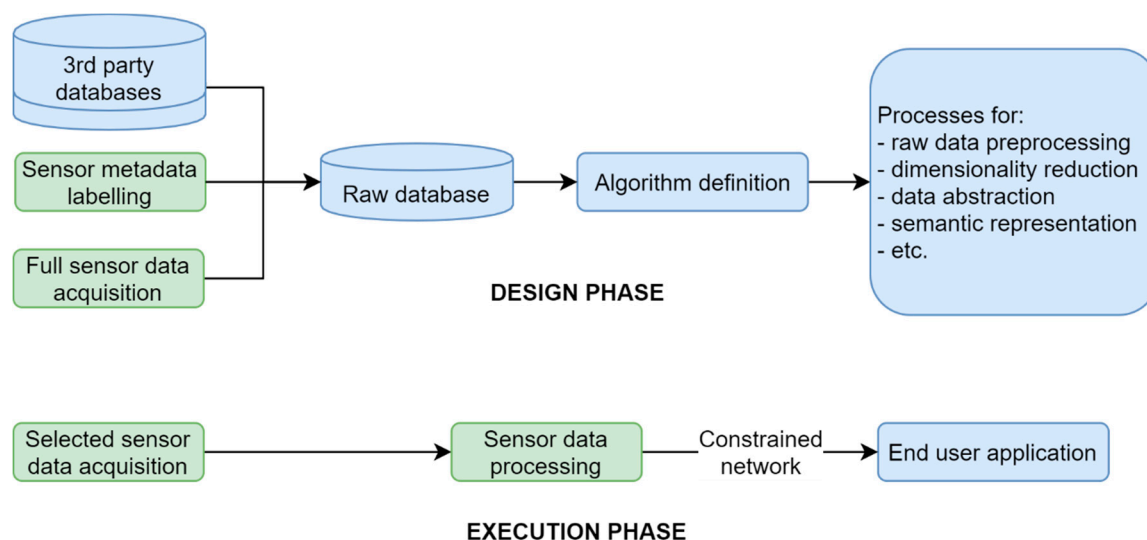 3rd party
databases
Sensor metadata
labelling
Full sensor data
acquisition
Raw database
Algorithm definition
Processes for:
- raw data preprocessing
- dimensionality reduction
- data abstraction
- semantic representation
- etc.
DESIGN PHASE
Selected sensor
data acquisition
Sensor data
processing
Constrained
network
End user application
EXECUTION PHASE